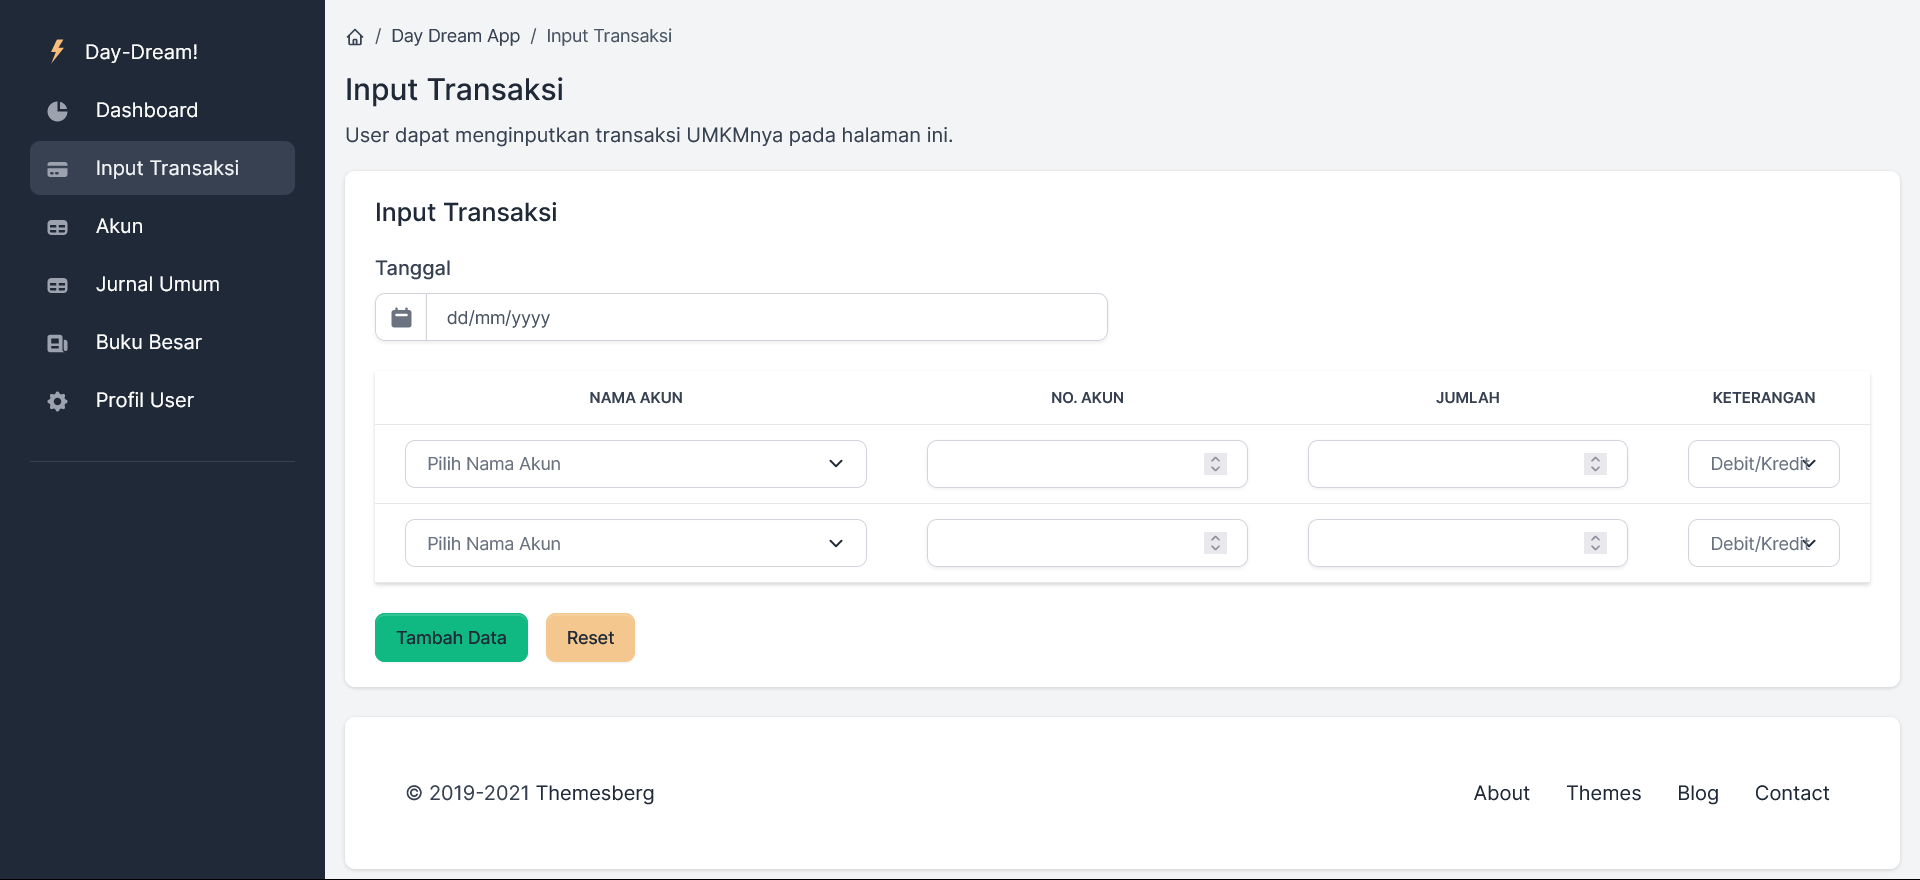 Day-Dream!
Dashboard
Input Transaksi
Akun
Jurnal Umum
Buku Besar
Profil User
/ Day Dream App / Input Transaksi
Input Transaksi
User dapat menginputkan transaksi UMKMnya pada halaman ini.
Input Transaksi
Tanggal
dd/mm/yyyy
NAMA AKUN NO. AKUN JUMLAH KETERANGAN
Pilih Nama Akun Debit/Kredit
Pilih Nama Akun Debit/Kredit
Tambah Data Reset
© 2019-2021 Themesberg About Themes Blog Contact